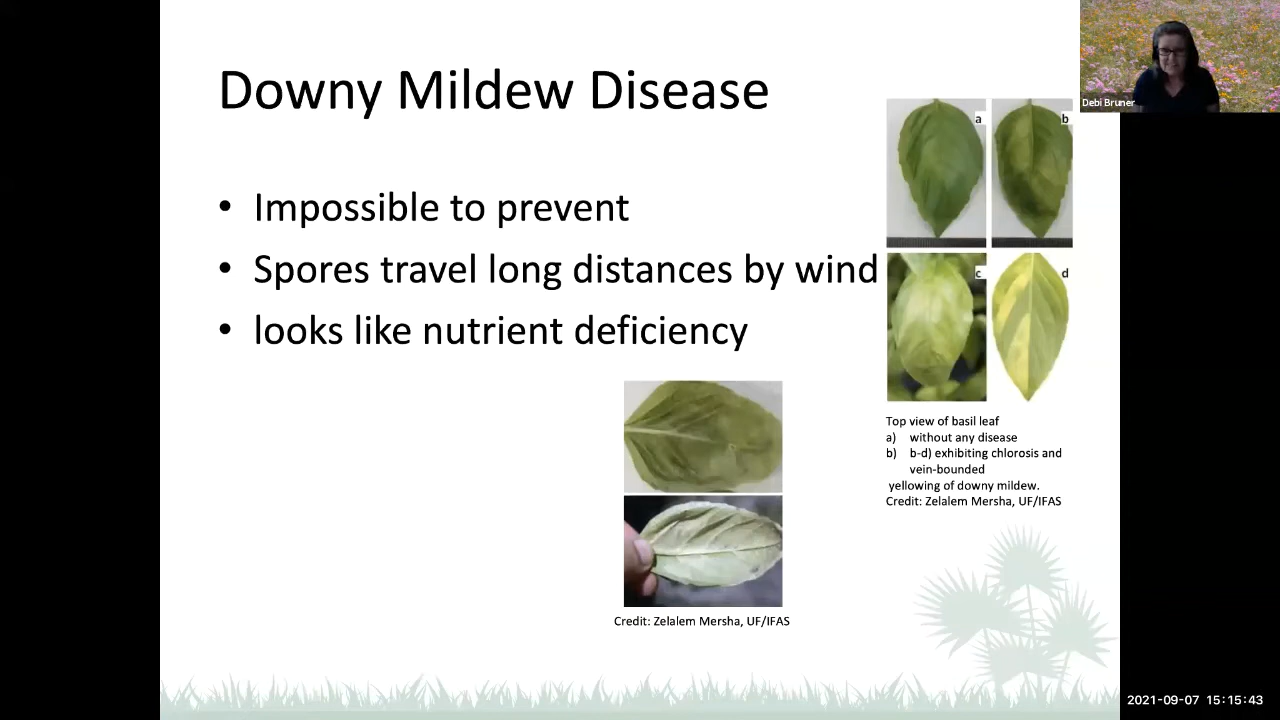 Downy Mildew Disease
• Impossible to prevent
• Spores travel long distances by wind
• looks like nutrient deficiency
a
b
c
d
Top view of basil leaf
a) without any disease
b) b-d) exhibiting chlorosis and
vein-bounded
yellowing of downy mildew.
Credit: Zelalem Mersha, UF/IFAS
Credit: Zelalem Mersha, UF/IFAS
Debi Bruner
2021-09-07 15:15:43